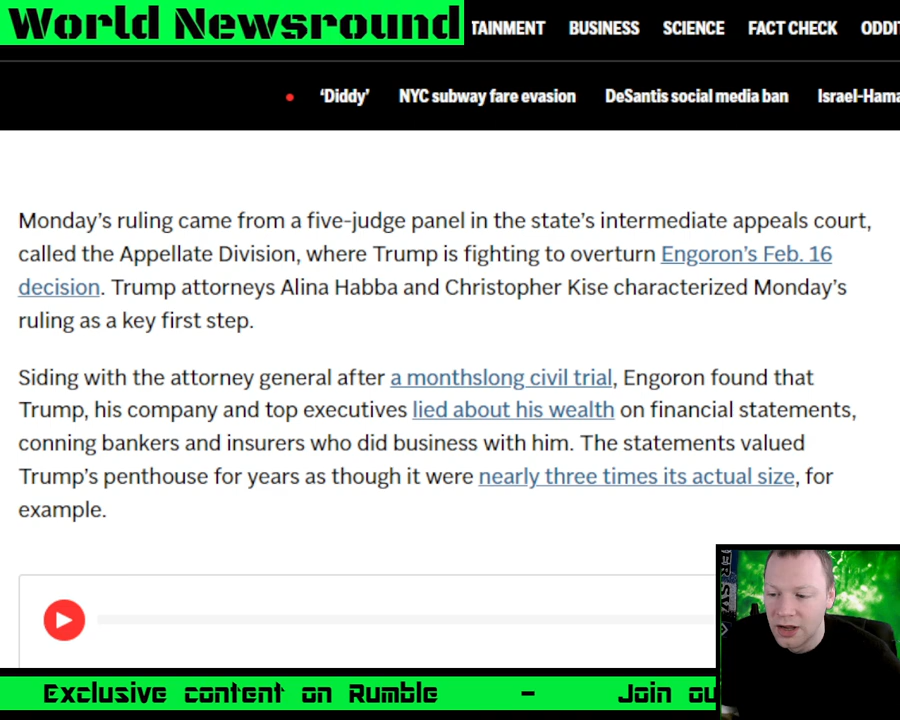 World Newsround
TAINMENT BUSINESS SCIENCE FACT CHECK ODDIT
‘Diddy’ NYC subway fare evasion DeSantis social media ban Israel-Hama
Monday’s ruling came from a five-judge panel in the state’s intermediate appeals court,
called the Appellate Division, where Trump is fighting to overturn Engoron’s Feb. 16
decision. Trump attorneys Alina Habba and Christopher Kise characterized Monday’s
ruling as a key first step.
Siding with the attorney general after a monthslong civil trial, Engoron found that
Trump, his company and top executives lied about his wealth on financial statements,
conning bankers and insurers who did business with him. The statements valued
Trump’s penthouse for years as though it were nearly three times its actual size, for
example.
Exclusive content on Rumble - Join ou